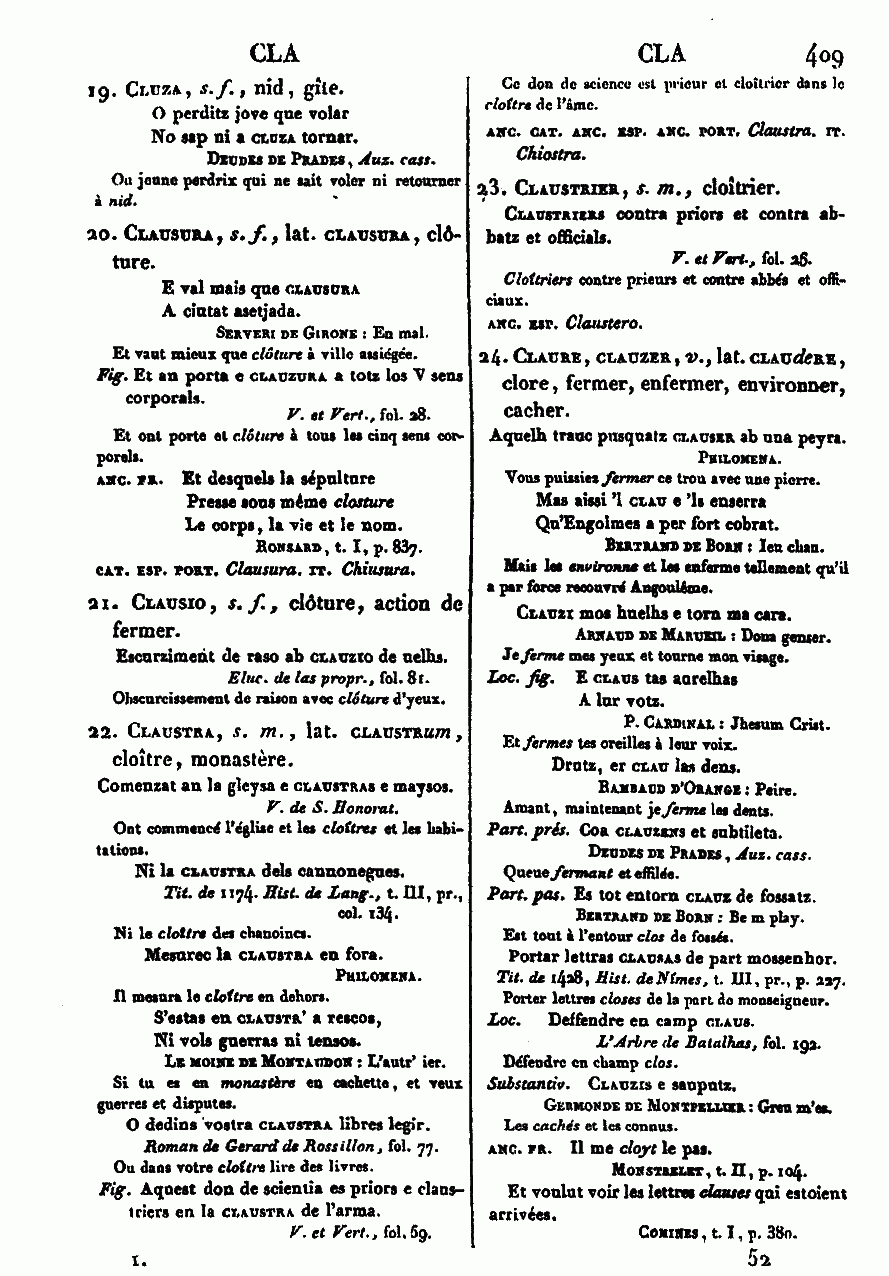 CLA
CLA 409
19. CLUZA, s. f., nid, gîte.
O perditz jove que volar
No sap ni a CLUZA tornar.
DEUDES DE PRADES, Auz. cass.
Ou jeune perdrix qui ne sait voler ni retourner
à nid.
20. CLAUSURA, s. f., lat. CLAUSURA, clô-
ture.
E val mais que CLAUSURA
A ciutat asetjada.
SERVERI DE GIRONE : En mal.
Et vaut mieux que clôture à ville assiégée.
Fig. Et an porta e CLAUZURA a totz los V sens
corporals.
V. et Vert., fol. 28.
Et ont porte et clôture à tous les cinq sens cor-
porels.
ANC. FR. Et desquels la sépulture
Presse sous même closture
Le corps, la vie et le nom.
RONSARD, t. I, p. 837.
CAT. ESP. PORT. Clausura. IT. Chiusura.
21. CLAUSIO, s. f., clôture, action de
fermer.
Escurziment de raso ab CLAUZIO de uelhs.
Eluc. de las propr., fol. 81.
Obscurcissement de raison avec clôture d'yeux.
22. CLAUSTRA, s. m., lat. CLAUSTRum,
cloître, monastère.
Comenzat an la gleysa e CLAUSTRAS e maysos.
V. de S. Honorat.
Ont commencé l'église et les cloîtres et les habi-
tations.
Ni la CLAUSTRA dels cannonegues.
Tit. de 1174. Hist. de Lang., t. III, pr.,
col. 134.
Ni le cloître des chanoines.
Mesurec la CLAUSTRA en fora.
PHILOMENA.
Il mesura le cloître en dehors.
S'estas en CLAUSTR' a rescos,
Ni vols guerras ni tensos.
LE MOINE DE MONTAUDON : L'autr' ier.
Si tu es en monastère en cachette, et veux
guerres et disputes.
O dedins vostra CLAUSTRA libres legir.
Roman de Gerard de Rossillon, fol. 77.
Ou dans votre cloître lire des livres.
Fig. Aquest don de scientia es priors e claus-
triers en la CLAUSTRA de l'arma.
V. et Vert., fol. 69.
I.
Ce don de science est prieur et cloîtrier dans le
cloître de l'âme.
ANC. CAT. ANC. ESP. ANC. PORT. Claustra. IT.
Chiostra.
23. CLAUSTRIER, s. m., cloîtrier.
CLAUSTRIERS contra priors et contra ab-
batz et officials.
V. et Vert., fol. 26.
Cloîtriers contre prieurs et contre abbés et offi-
ciaux.
ANC. ESP. Claustero.
24. CLAURE, CLAUZER, v., lat. CLAUdeRE,
clore, fermer, enfermer, environner,
cacher.
Aquelh trauc pusquatz CLAUSER ab una peyra.
PHILOMENA.
Vous puissiez fermer ce trou avec une pierre.
Mas aissi 'l CLAU e 'ls enserra
Qu'Engolmes a per fort cobrat.
BERTRAND DE BORN : Ieu chan.
Mais les environne et les enferme tellement qu'il
a par force recouvré Angoulême.
CLAUZI mos huelhs e torn ma cara.
ARNAUD DE MARUEIL : Dona genser.
Je ferme mes yeux et tourne mon visage.
Loc. fig. E CLAUS tas aurelhas
A lur votz.
P. CARDINAL : Jhesum Crist.
Et fermes tes oreilles à leur voix.
Drutz, er CLAU las dens.
RAMBAUD D'ORANGE : Peire.
Amant, maintenant je ferme les dents.
Part. prés. Coa CLAUZENS et subtileta.
DEUDES DE PRADES, Auz. cass.
Queue fermant et effilée.
Part. pas. Es tot entorn CLAUZ de fossatz.
BERTRAND DE BORN : Be m play.
Est tout à l'entour clos de fossés.
Portar lettras CLAUSAS de part mossenhor.
Tit. de 1428, Hist. de Nîmes, t. III, pr., p. 227.
Porter lettres closes de la part de monseigneur.
Loc. Deffendre en camp CLAUS.
L'Arbre de Batalhas, fol. 192.
Défendre en champ clos.
Substantiv. CLAUZIS e sauputz.
GERMONDE DE MONTPELLIER : Greu m'es.
Les cachés et les connus.
ANC. FR. Il me cloyt le pas.
MONSTRELET, t. II, p. 104.
Et voulut voir les lettres clauses qui estoient
arrivées.
COMINES, t. I, p. 380.
52